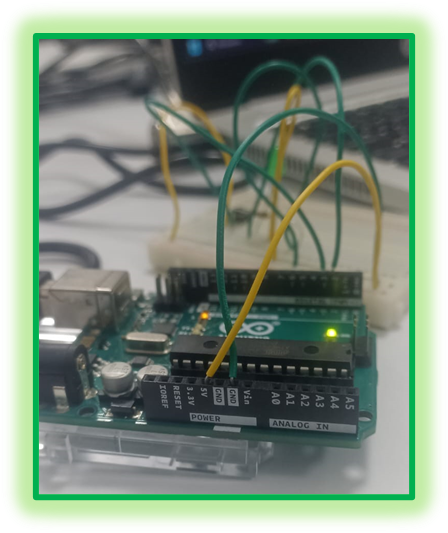 IOREF
RESET
3.3V
5V
GND
GND
Vin
A0
A1
A2
A3
A4
A5
POWER
ANALOG IN